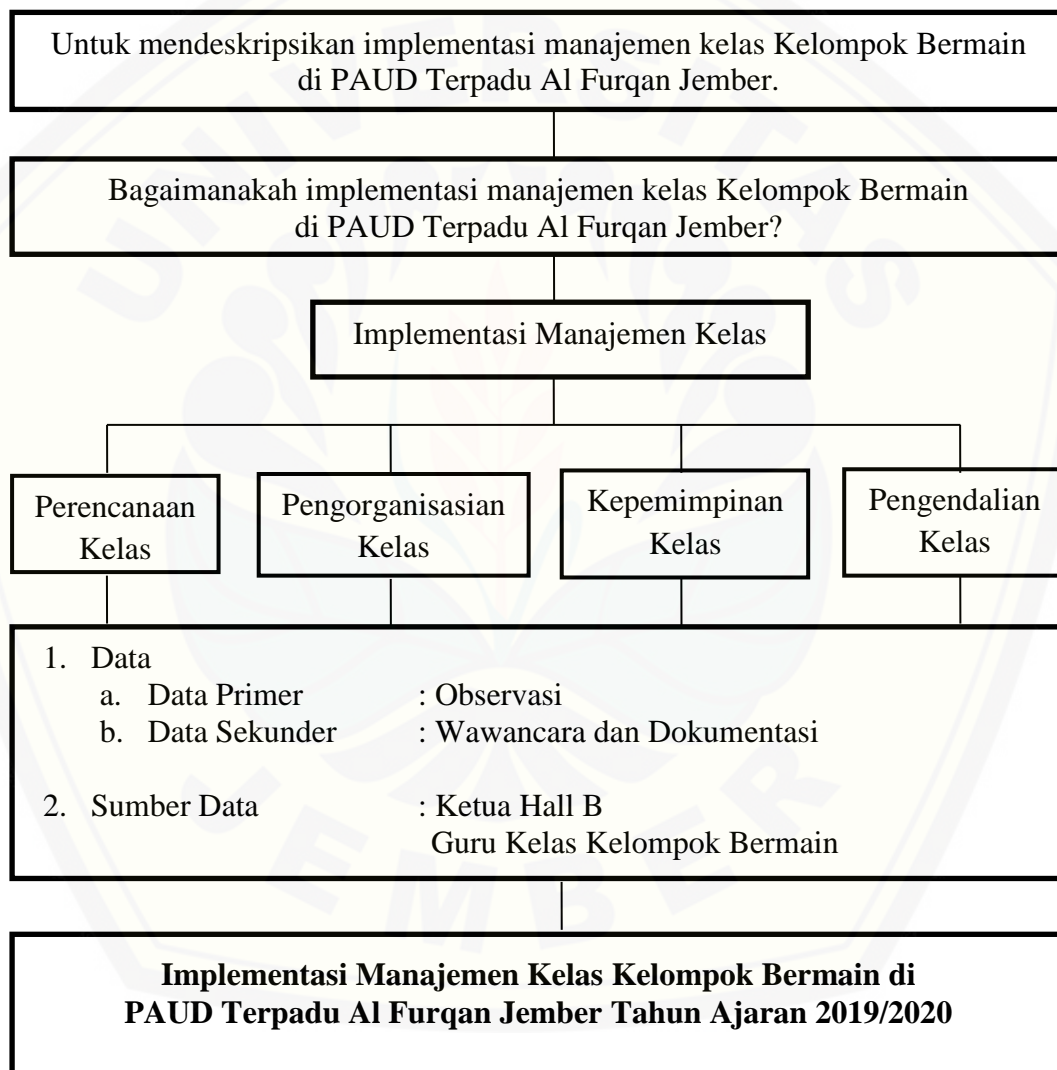 Untuk mendeskripsikan implementasi manajemen kelas Kelompok Bermain
di PAUD Terpadu Al Furqan Jember.
Bagaimanakah implementasi manajemen kelas Kelompok Bermain
di PAUD Terpadu Al Furqan Jember?
Implementasi Manajemen Kelas
Perencanaan
Kelas
Pengorganisasian
Kelas
Kepemimpinan
Kelas
Pengendalian
Kelas
1. Data
a. Data Primer : Observasi
b. Data Sekunder : Wawancara dan Dokumentasi
2. Sumber Data : Ketua Hall B
Guru Kelas Kelompok Bermain
Implementasi Manajemen Kelas Kelompok Bermain di
PAUD Terpadu Al Furqan Jember Tahun Ajaran 2019/2020
UNIVERSITAS
JEMBER